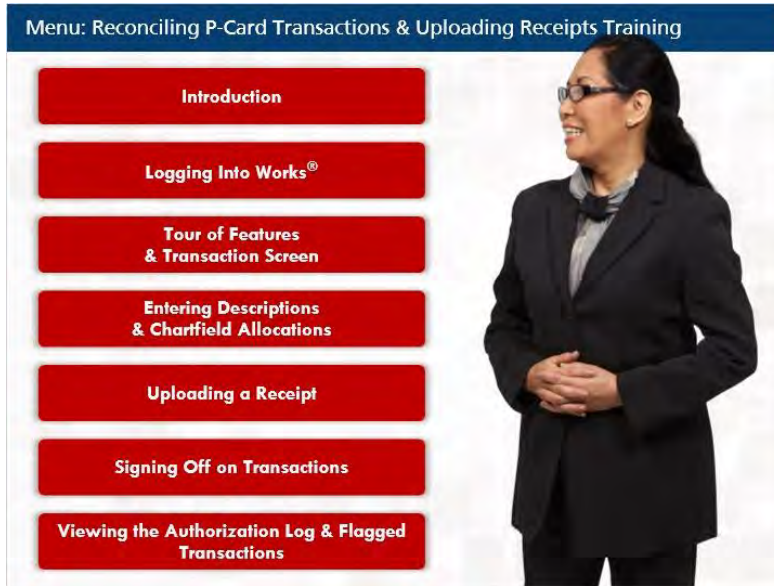 Menu: Reconciling P-Card Transactions & Uploading Receipts Training
Introduction
Logging Into Works®
Tour of Features
& Transaction Screen
Entering Descriptions
& Chartfield Allocations
Uploading a Receipt
Signing Off on Transactions
Viewing the Authorization Log & Flagged
Transactions